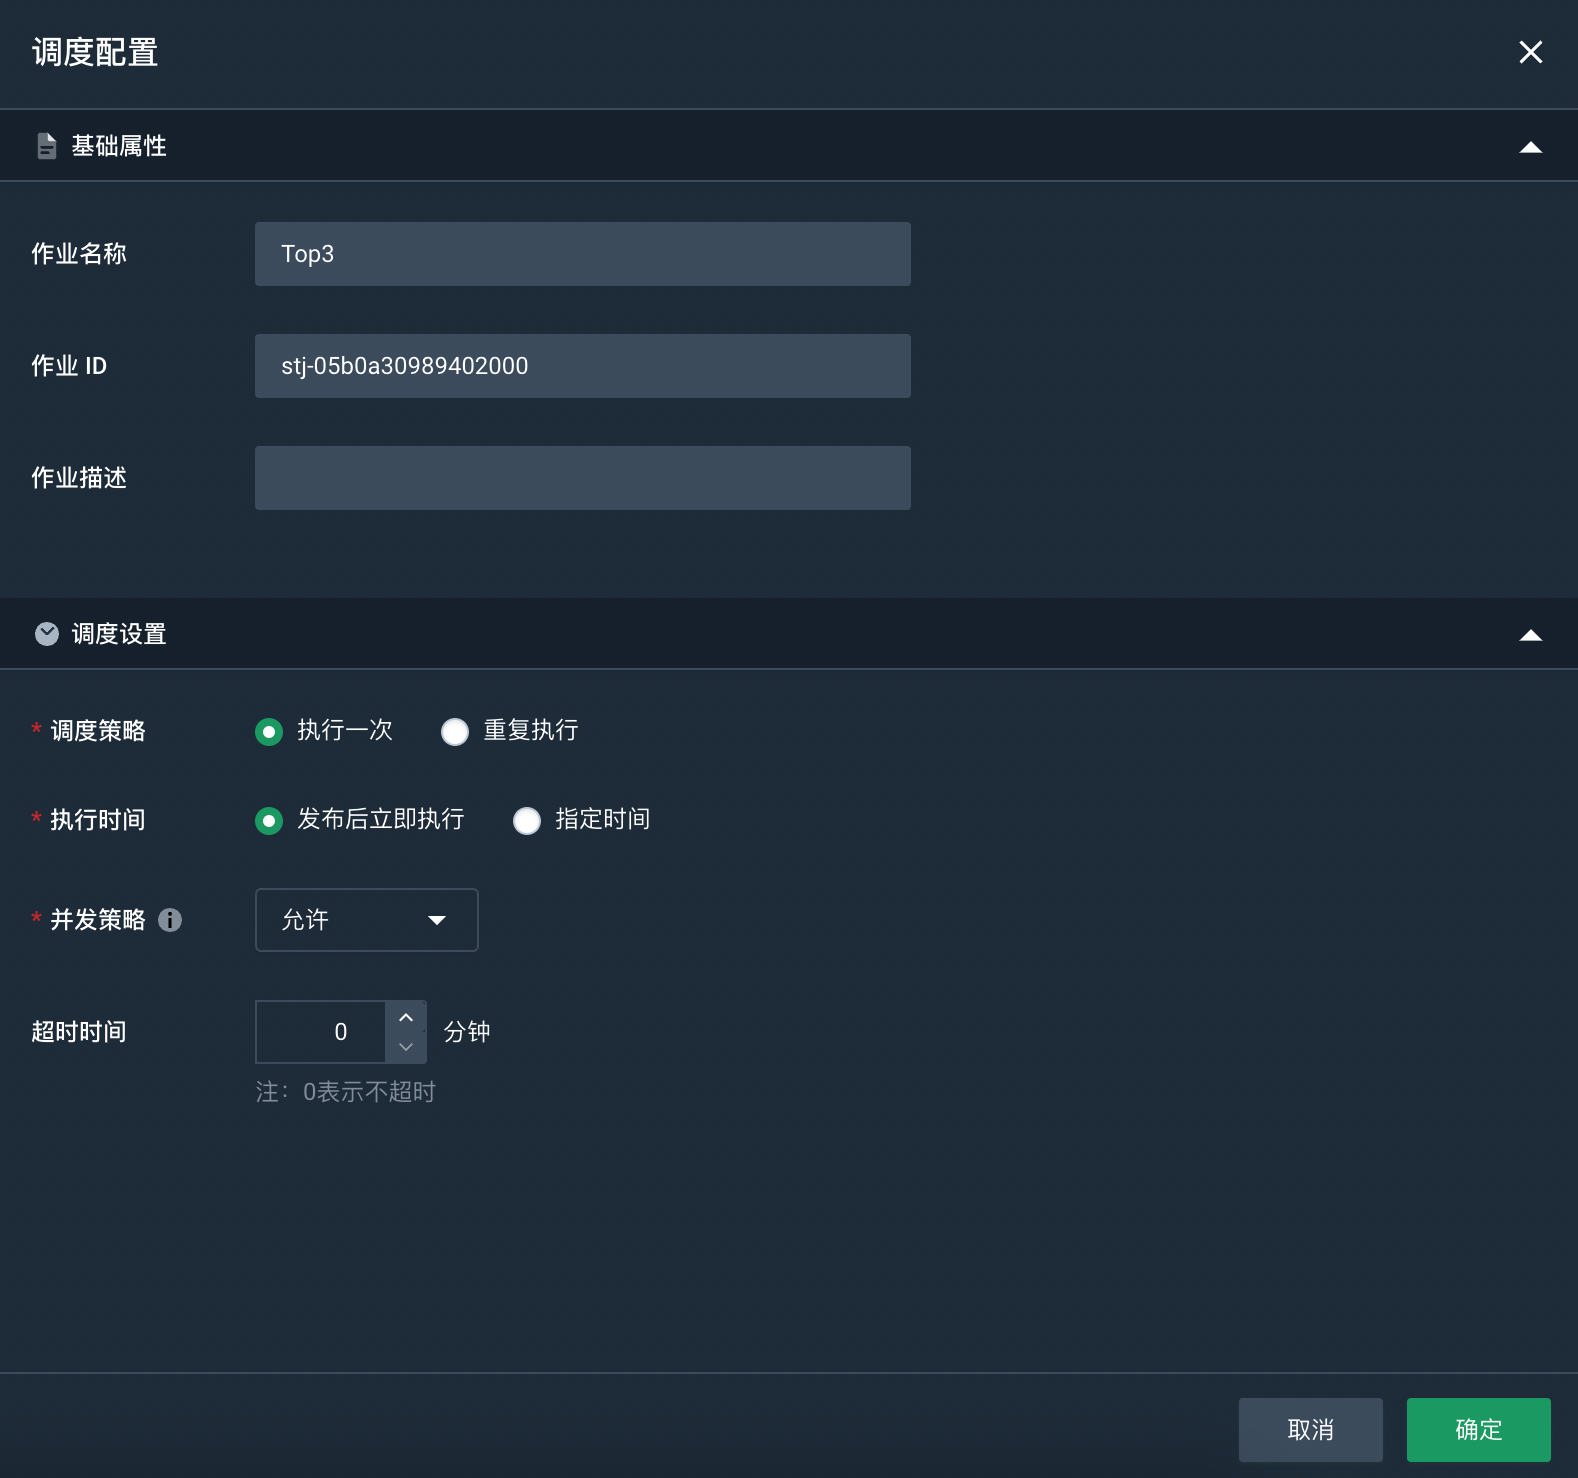 调度配置
基础属性
作业名称 Top3
作业 ID stj-05b0a30989402000
作业描述
调度设置
* 调度策略 执行一次 重复执行
* 执行时间 发布后立即执行 指定时间
* 并发策略 允许
超时时间 0 分钟
注：0表示不超时
取消 确定